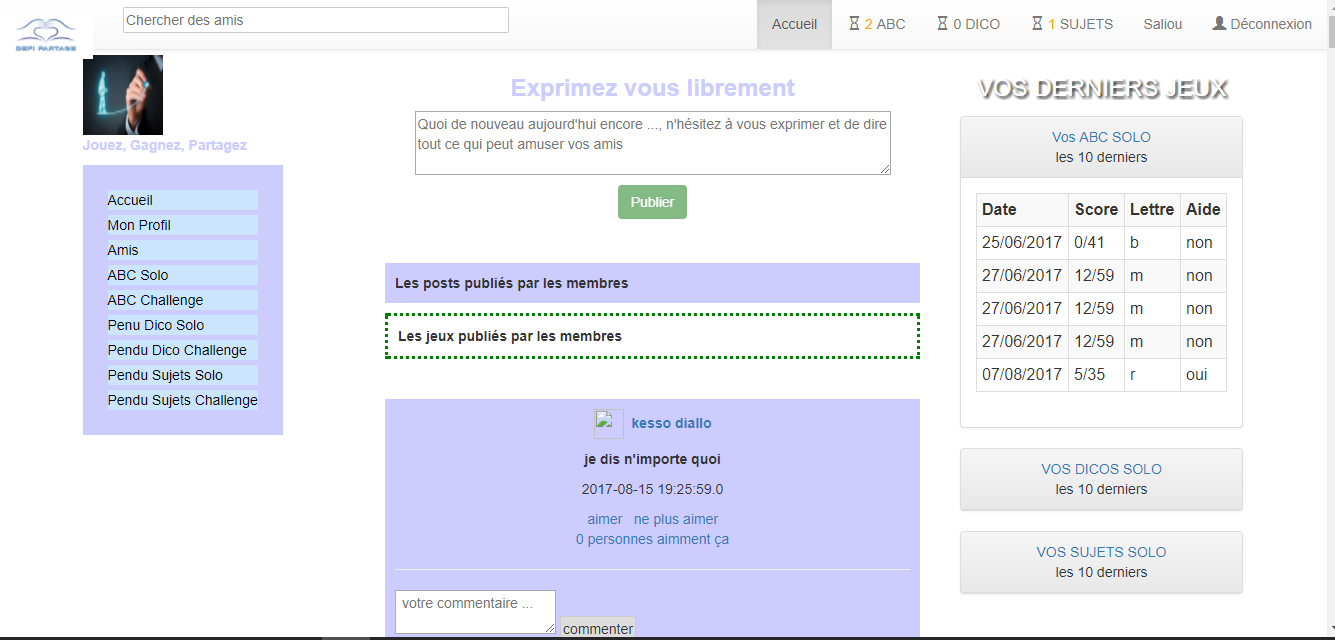 DEFI PARTAGE
Chercher des amis
Accueil
2 ABC
0 DICO
1 SUJETS
Saliou
Déconnexion
Jouez, Gagnez, Partagez
Accueil
Mon Profil
Amis
ABC Solo
ABC Challenge
Penu Dico Solo
Pendu Dico Challenge
Pendu Sujets Solo
Pendu Sujets Challenge
Exprimez vous librement
Quoi de nouveau aujourd'hui encore ..., n'hésitez à vous exprimer et de dire
tout ce qui peut amuser vos amis
Publier
Les posts publiés par les membres
Les jeux publiés par les membres
kesso diallo
je dis n'importe quoi
2017-08-15 19:25:59.0
aimer ne plus aimer
0 personnes aimment ça
votre commentaire ...
commenter
VOS DERNIERS JEUX
Vos ABC SOLO
les 10 derniers
Date Score Lettre Aide
25/06/2017 0/41 b non
27/06/2017 12/59 m non
27/06/2017 12/59 m non
27/06/2017 12/59 m non
07/08/2017 5/35 r oui
VOS DICOS SOLO
les 10 derniers
VOS SUJETS SOLO
les 10 derniers